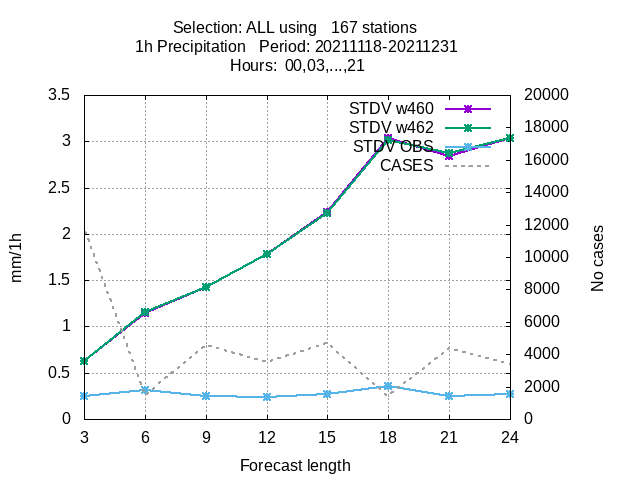 Selection: ALL using   167 stations
1h Precipitation   Period: 20211118-20211231
Hours:  00,03,...,21
STDV w460
STDV w462
STDV OBS
CASES
3.5
3
2.5
2
1.5
1
0.5
0
20000
18000
16000
14000
12000
10000
8000
6000
4000
2000
0
mm/1h
No cases
3 6 9 12 15 18 21 24
Forecast length